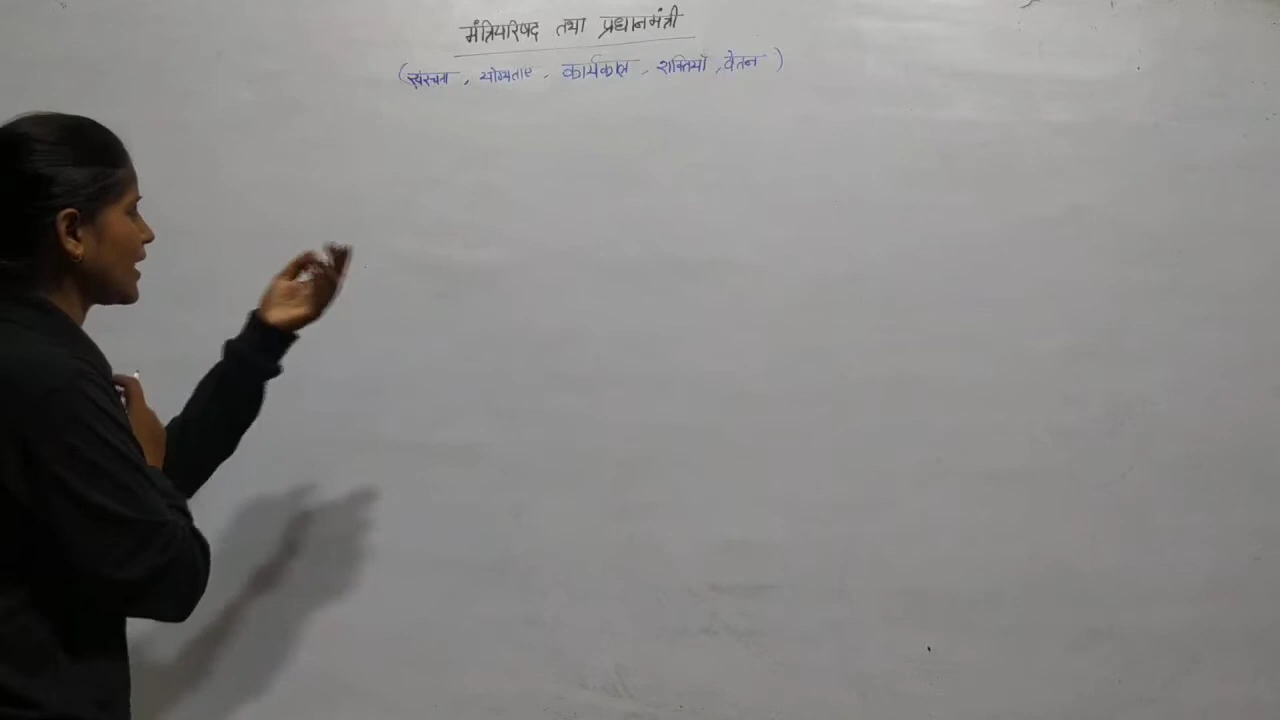 मंत्रिपरिषद तथा प्रधानमंत्री
(संरचना, योग्यताए, कार्यकाल, शक्तियाँ, वेतन)